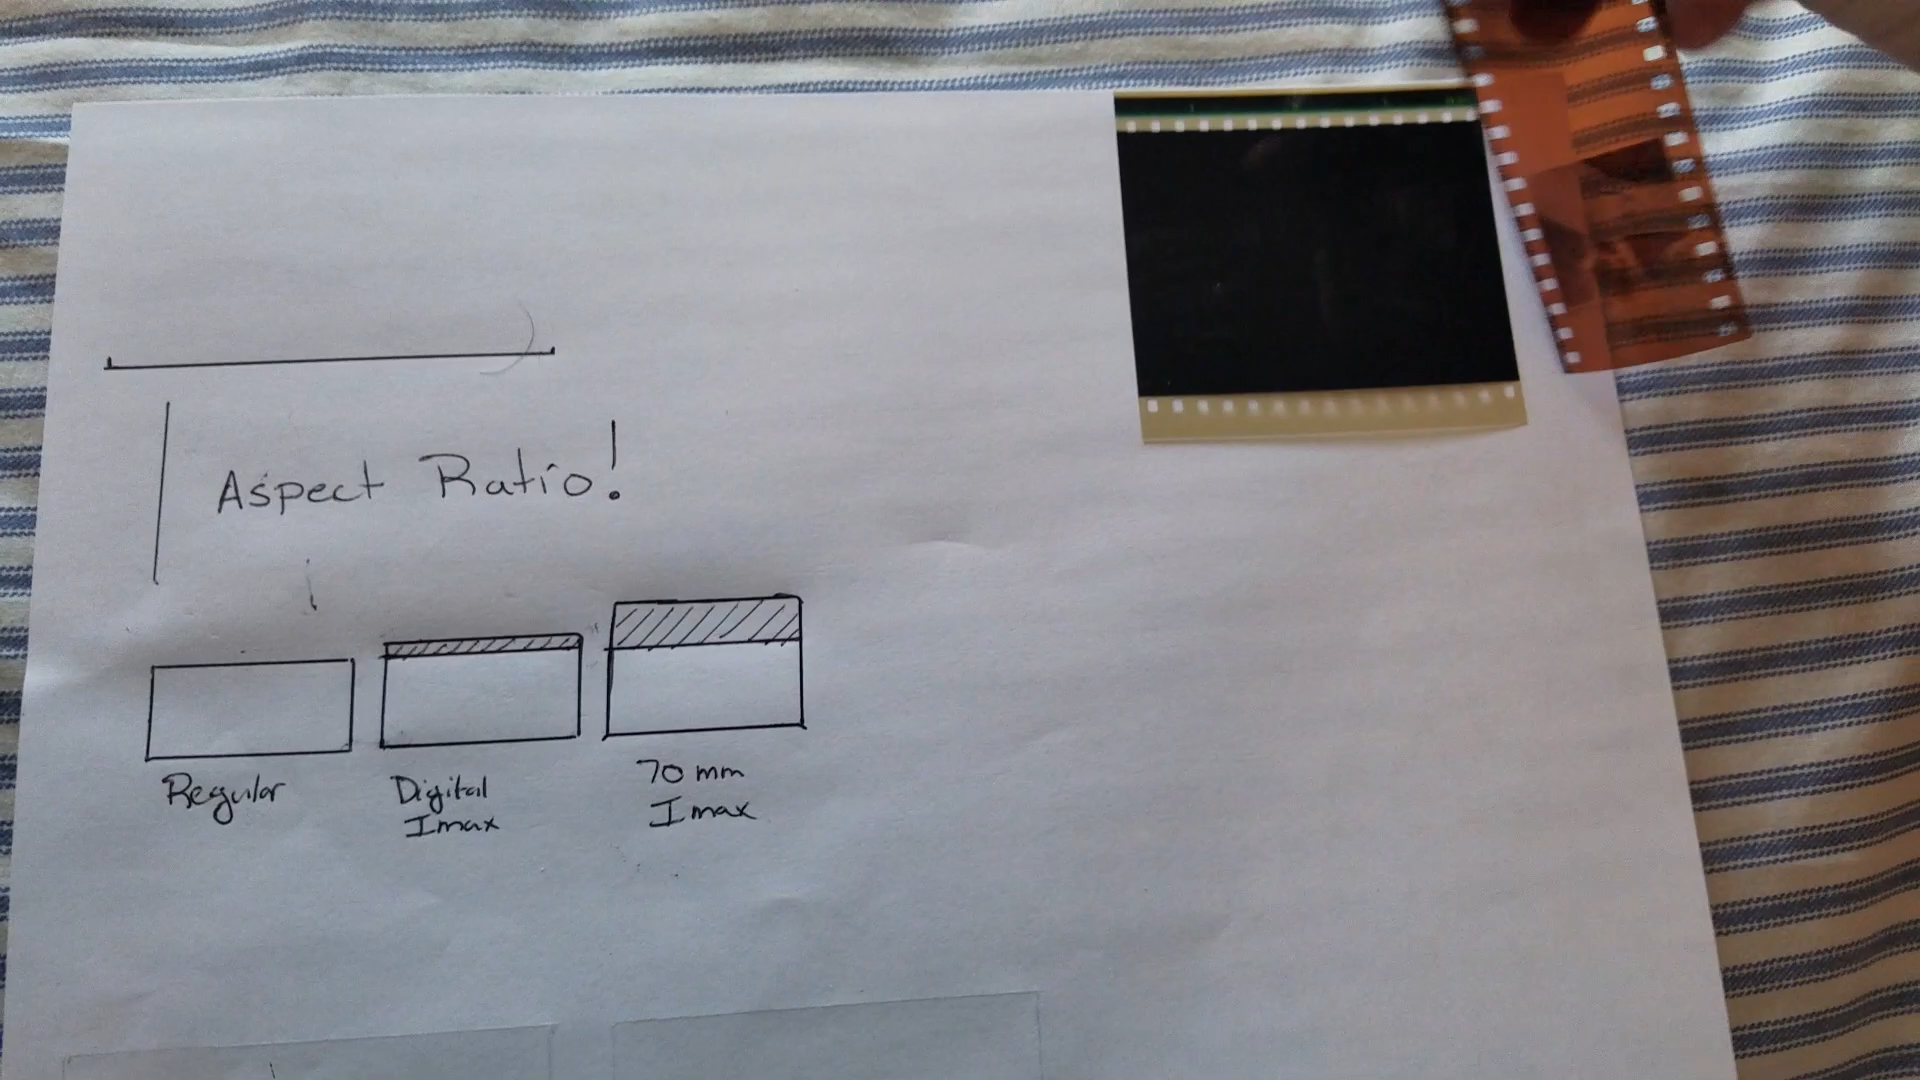 Aspect Ratio!
Regular
Digital
Imax
70 mm
Imax